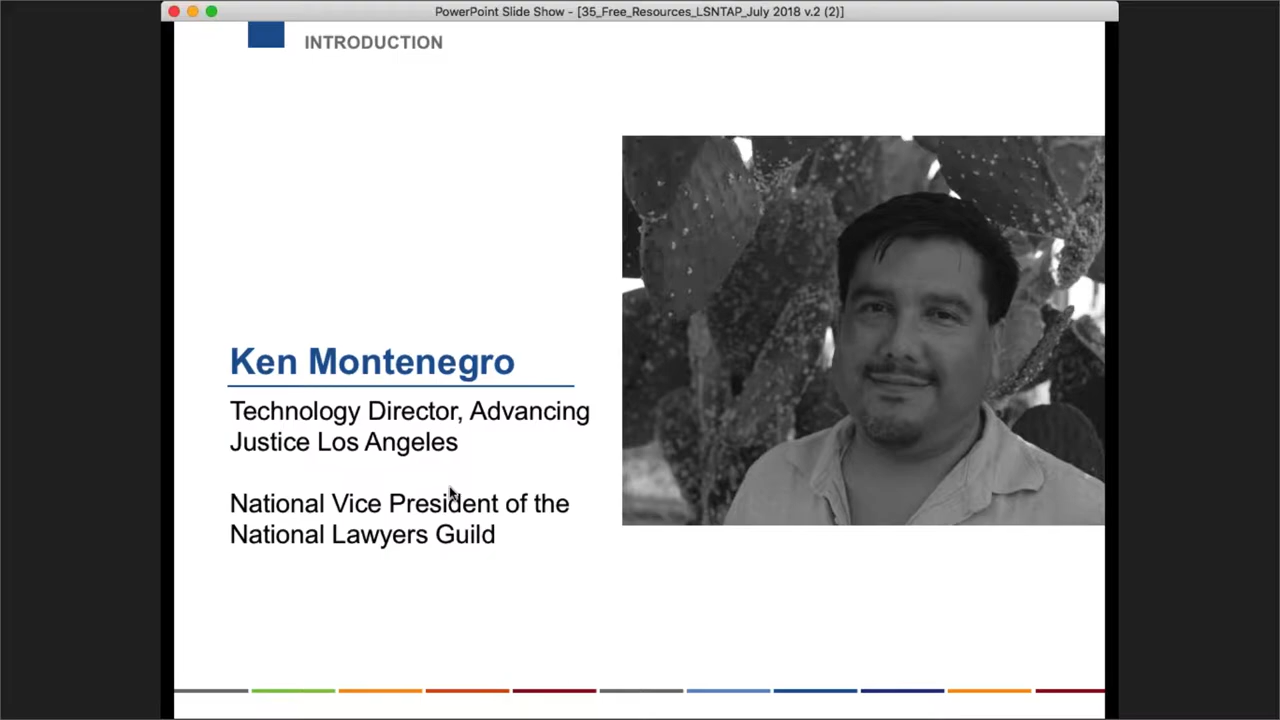 PowerPoint Slide Show - [35_Free_Resources_LSNTAP_July 2018 v.2 (2)]
INTRODUCTION
Ken Montenegro
Technology Director, Advancing
Justice Los Angeles
National Vice President of the
National Lawyers Guild